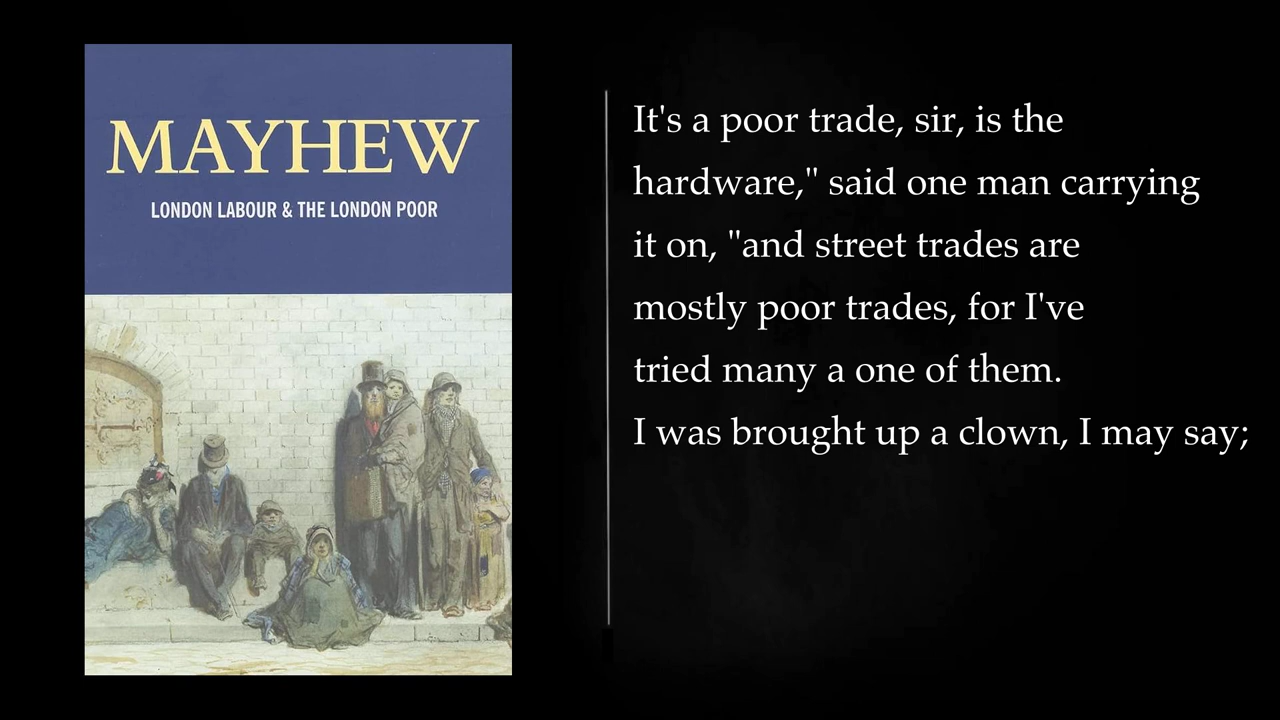 MAYHEW
LONDON LABOUR & THE LONDON POOR
It's a poor trade, sir, is the
hardware," said one man carrying
it on, "and street trades are
mostly poor trades, for I've
tried many a one of them.
I was brought up a clown, I may say;